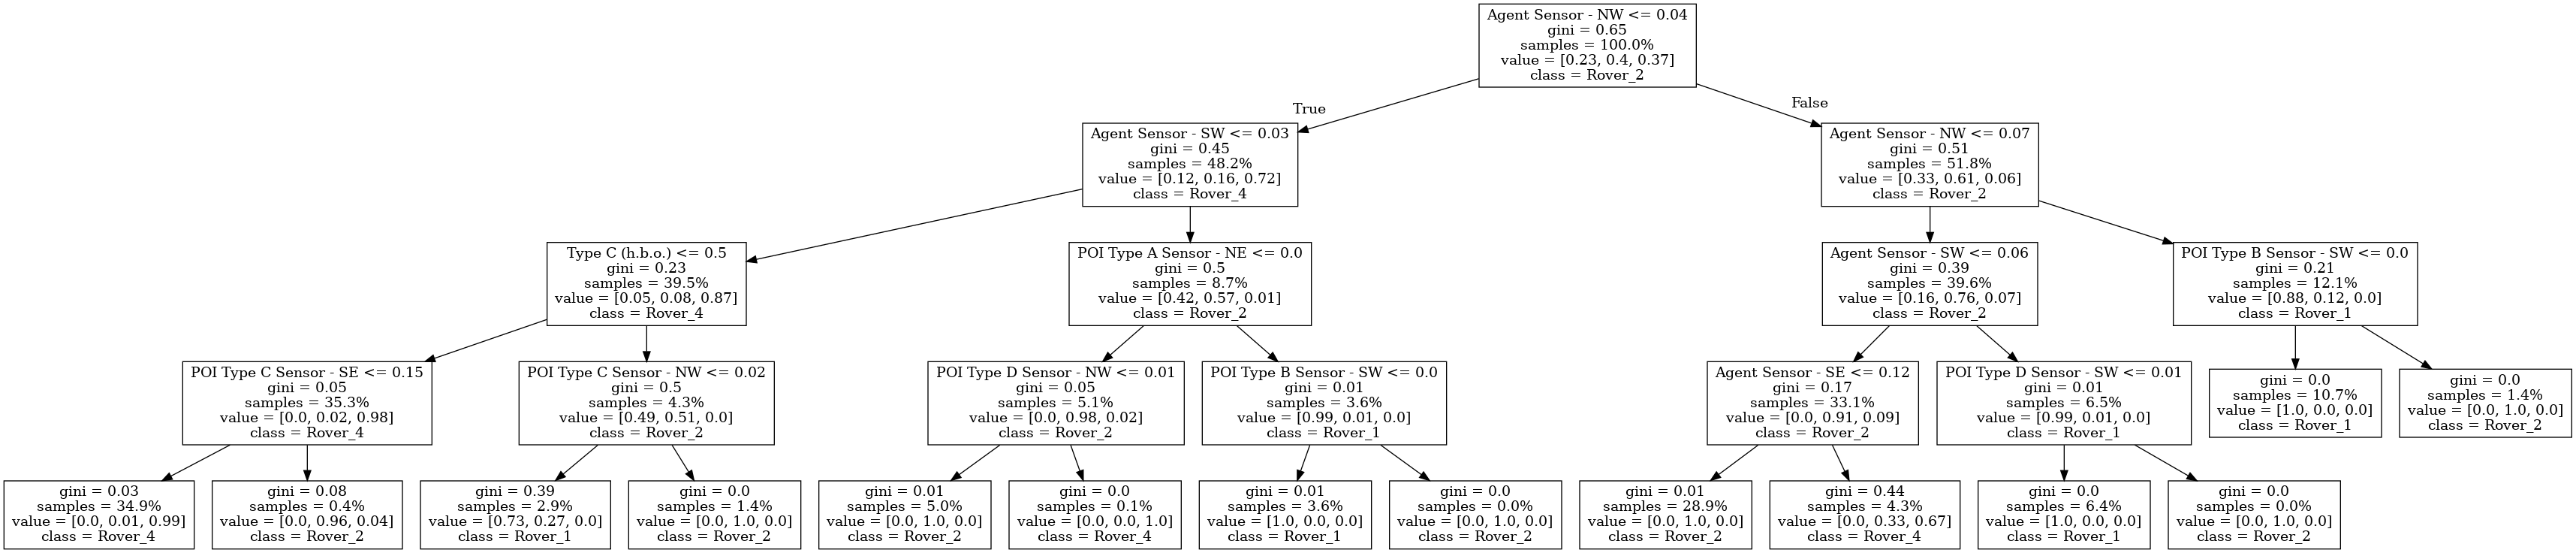 Agent Sensor - NW <= 0.04
gini = 0.65
samples = 100.0%
value = [0.23, 0.4, 0.37]
class = Rover_2
True
False
Agent Sensor - SW <= 0.03
gini = 0.45
samples = 48.2%
value = [0.12, 0.16, 0.72]
class = Rover_4
Agent Sensor - NW <= 0.07
gini = 0.51
samples = 51.8%
value = [0.33, 0.61, 0.06]
class = Rover_2
Type C (h.b.o.) <= 0.5
gini = 0.23
samples = 39.5%
value = [0.05, 0.08, 0.87]
class = Rover_4
POI Type A Sensor - NE <= 0.0
gini = 0.5
samples = 8.7%
value = [0.42, 0.57, 0.01]
class = Rover_2
Agent Sensor - SW <= 0.06
gini = 0.39
samples = 39.6%
value = [0.16, 0.76, 0.07]
class = Rover_2
POI Type B Sensor - SW <= 0.0
gini = 0.21
samples = 12.1%
value = [0.88, 0.12, 0.0]
class = Rover_1
POI Type C Sensor - SE <= 0.15
gini = 0.05
samples = 35.3%
value = [0.0, 0.02, 0.98]
class = Rover_4
POI Type C Sensor - NW <= 0.02
gini = 0.5
samples = 4.3%
value = [0.49, 0.51, 0.0]
class = Rover_2
POI Type D Sensor - NW <= 0.01
gini = 0.05
samples = 5.1%
value = [0.0, 0.98, 0.02]
class = Rover_2
POI Type B Sensor - SW <= 0.0
gini = 0.01
samples = 3.6%
value = [0.99, 0.01, 0.0]
class = Rover_1
Agent Sensor - SE <= 0.12
gini = 0.17
samples = 33.1%
value = [0.0, 0.91, 0.09]
class = Rover_2
POI Type D Sensor - SW <= 0.01
gini = 0.01
samples = 6.5%
value = [0.99, 0.01, 0.0]
class = Rover_1
gini = 0.0
samples = 10.7%
value = [1.0, 0.0, 0.0]
class = Rover_1
gini = 0.0
samples = 1.4%
value = [0.0, 1.0, 0.0]
class = Rover_2
gini = 0.03
samples = 34.9%
value = [0.0, 0.01, 0.99]
class = Rover_4
gini = 0.08
samples = 0.4%
value = [0.0, 0.96, 0.04]
class = Rover_2
gini = 0.39
samples = 2.9%
value = [0.73, 0.27, 0.0]
class = Rover_1
gini = 0.0
samples = 1.4%
value = [0.0, 1.0, 0.0]
class = Rover_2
gini = 0.01
samples = 5.0%
value = [0.0, 1.0, 0.0]
class = Rover_2
gini = 0.0
samples = 0.1%
value = [0.0, 0.0, 1.0]
class = Rover_4
gini = 0.01
samples = 3.6%
value = [1.0, 0.0, 0.0]
class = Rover_1
gini = 0.0
samples = 0.0%
value = [0.0, 1.0, 0.0]
class = Rover_2
gini = 0.01
samples = 28.9%
value = [0.0, 1.0, 0.0]
class = Rover_2
gini = 0.44
samples = 4.3%
value = [0.0, 0.33, 0.67]
class = Rover_4
gini = 0.0
samples = 6.4%
value = [1.0, 0.0, 0.0]
class = Rover_1
gini = 0.0
samples = 0.0%
value = [0.0, 1.0, 0.0]
class = Rover_2